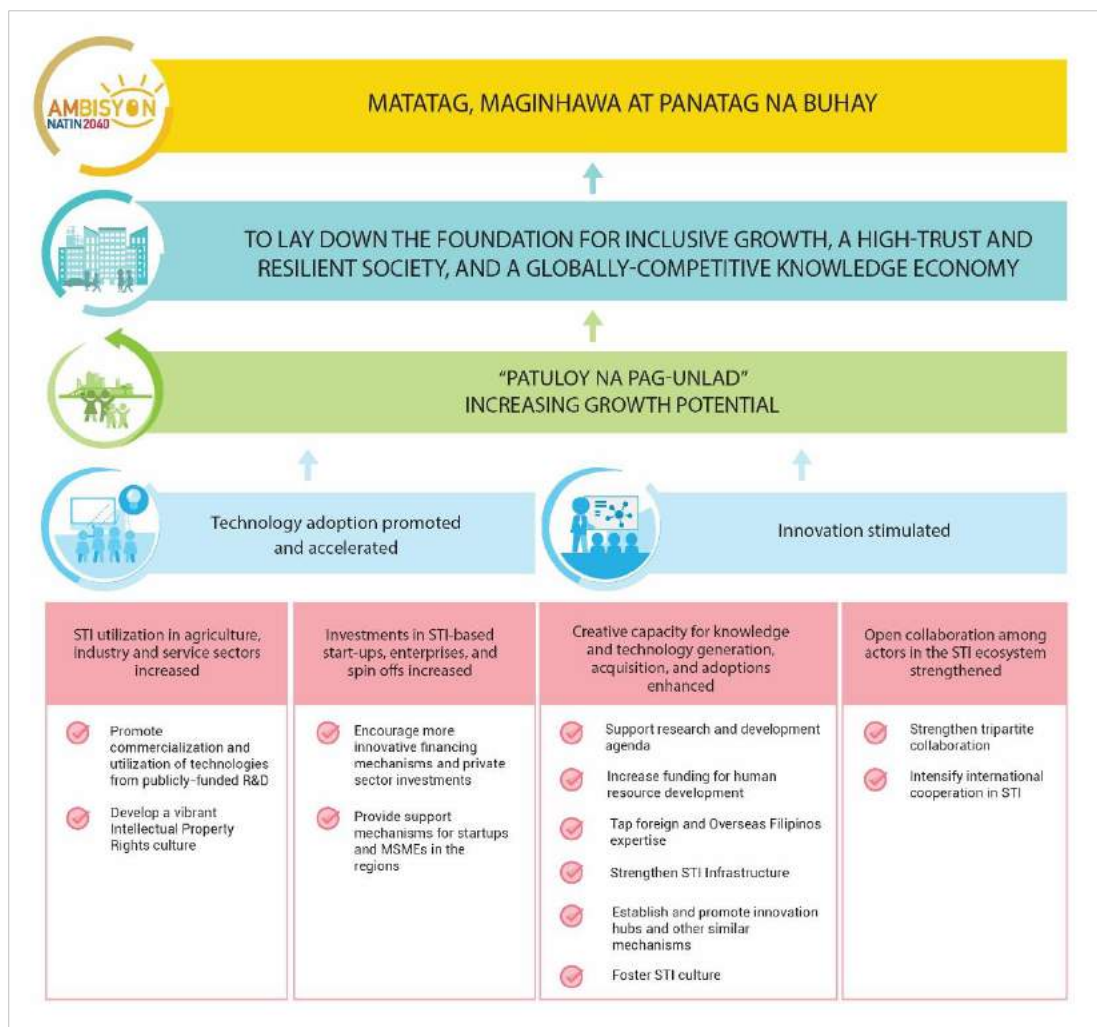 AMBISYON
NATIN2040
MATATAG, MAGINHAWA AT PANATAG NA BUHAY
TO LAY DOWN THE FOUNDATION FOR INCLUSIVE GROWTH, A HIGH-TRUST AND
RESILIENT SOCIETY, AND A GLOBALLY-COMPETITIVE KNOWLEDGE ECONOMY
“PATULOY NA PAG-UNLAD”
INCREASING GROWTH POTENTIAL
Technology adoption promoted
and accelerated
Innovation stimulated
STI utilization in agriculture,
industry and service sectors
increased
Promote
commercialization and
utilization of technologies
from publicly-funded R&D
Develop a vibrant
Intellectual Property
Rights culture
Investments in STI-based
start-ups, enterprises, and
spin offs increased
Encourage more
innovative financing
mechanisms and private
sector investments
Provide support
mechanisms for startups
and MSMEs in the
regions
Creative capacity for knowledge
and technology generation,
acquisition, and adoptions
enhanced
Support research and development
agenda
Increase funding for human
resource development
Tap foreign and Overseas Filipinos
expertise
Strengthen STI Infrastructure
Establish and promote innovation
hubs and other similar
mechanisms
Foster STI culture
Open collaboration among
actors in the STI ecosystem
strengthened
Strengthen tripartite
collaboration
Intensify international
cooperation in STI